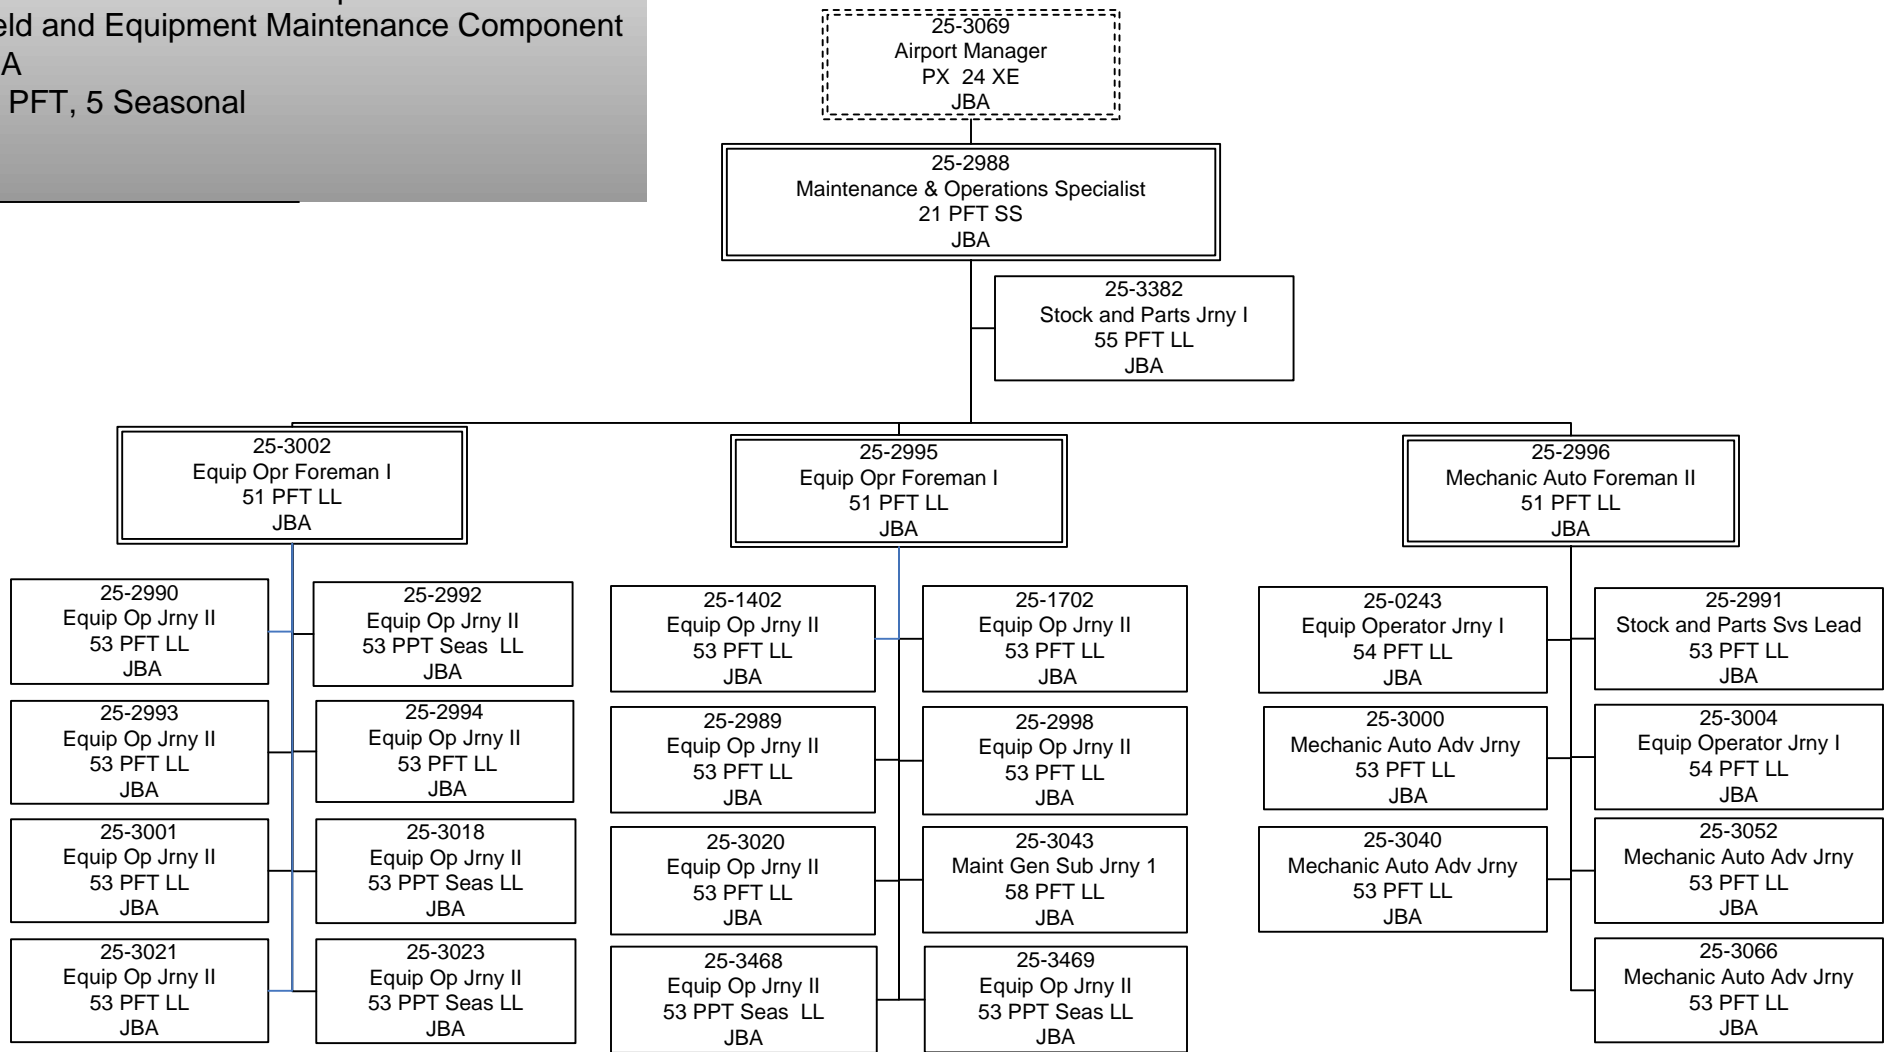 and Equipment Maintenance Component
PFT, 5 Seasonal
25-3069
Airport Manager
PX 24 XE
JBA
25-2988
Maintenance & Operations Specialist
21 PFT SS
JBA
25-3382
Stock and Parts Jrny I
55 PFT LL
JBA
25-3002
Equip Opr Foreman I
51 PFT LL
JBA
25-2995
Equip Opr Foreman I
51 PFT LL
JBA
25-2996
Mechanic Auto Foreman II
51 PFT LL
JBA
25-2990
Equip Op Jrny II
53 PFT LL
JBA
25-2992
Equip Op Jrny II
53 PPT Seas LL
JBA
25-2993
Equip Op Jrny II
53 PFT LL
JBA
25-2994
Equip Op Jrny II
53 PFT LL
JBA
25-3001
Equip Op Jrny II
53 PFT LL
JBA
25-3018
Equip Op Jrny II
53 PPT Seas LL
JBA
25-3021
Equip Op Jrny II
53 PFT LL
JBA
25-3023
Equip Op Jrny II
53 PPT Seas LL
JBA
25-1402
Equip Op Jrny II
53 PFT LL
JBA
25-1702
Equip Op Jrny II
53 PFT LL
JBA
25-2989
Equip Op Jrny II
53 PFT LL
JBA
25-2998
Equip Op Jrny II
53 PFT LL
JBA
25-3020
Equip Op Jrny II
53 PFT LL
JBA
25-3043
Maint Gen Sub Jrny 1
58 PFT LL
JBA
25-3468
Equip Op Jrny II
53 PPT Seas LL
JBA
25-3469
Equip Op Jrny II
53 PPT Seas LL
JBA
25-0243
Equip Operator Jrny I
54 PFT LL
JBA
25-2991
Stock and Parts Svs Lead
53 PFT LL
JBA
25-3000
Mechanic Auto Adv Jrny
53 PFT LL
JBA
25-3004
Equip Operator Jrny I
54 PFT LL
JBA
25-3040
Mechanic Auto Adv Jrny
53 PFT LL
JBA
25-3052
Mechanic Auto Adv Jrny
53 PFT LL
JBA
25-3066
Mechanic Auto Adv Jrny
53 PFT LL
JBA